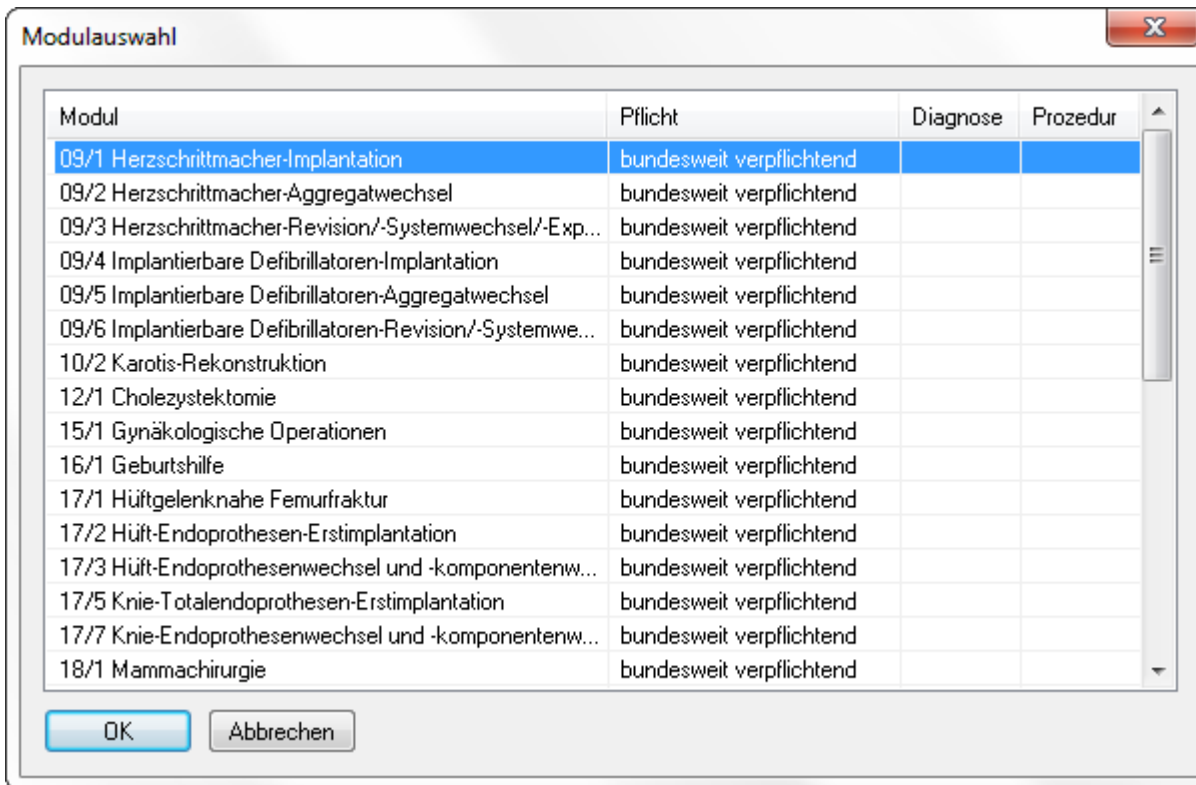 Modulauswahl
Modul Pflicht Diagnose Prozedur
09/1 Herzschrittmacher-Implantation bundesweit verpflichtend
09/2 Herzschrittmacher-Aggregatwechsel bundesweit verpflichtend
09/3 Herzschrittmacher-Revision/-Systemwechsel/-Exp... bundesweit verpflichtend
09/4 Implantierbare Defibrillatoren-Implantation bundesweit verpflichtend
09/5 Implantierbare Defibrillatoren-Aggregatwechsel bundesweit verpflichtend
09/6 Implantierbare Defibrillatoren-Revision/-Systemwe... bundesweit verpflichtend
10/2 Karotis-Rekonstruktion bundesweit verpflichtend
12/1 Cholezystektomie bundesweit verpflichtend
15/1 Gynäkologische Operationen bundesweit verpflichtend
16/1 Geburtshilfe bundesweit verpflichtend
17/1 Hüftgelenknahe Femurfraktur bundesweit verpflichtend
17/2 Hüft-Endoprothesen-Erstimplantation bundesweit verpflichtend
17/3 Hüft-Endoprothesenwechsel und -komponentenw... bundesweit verpflichtend
17/5 Knie-Totalendoprothesen-Erstimplantation bundesweit verpflichtend
17/7 Knie-Endoprothesenwechsel und -komponentenw... bundesweit verpflichtend
18/1 Mammachirurgie bundesweit verpflichtend
OK Abbrechen